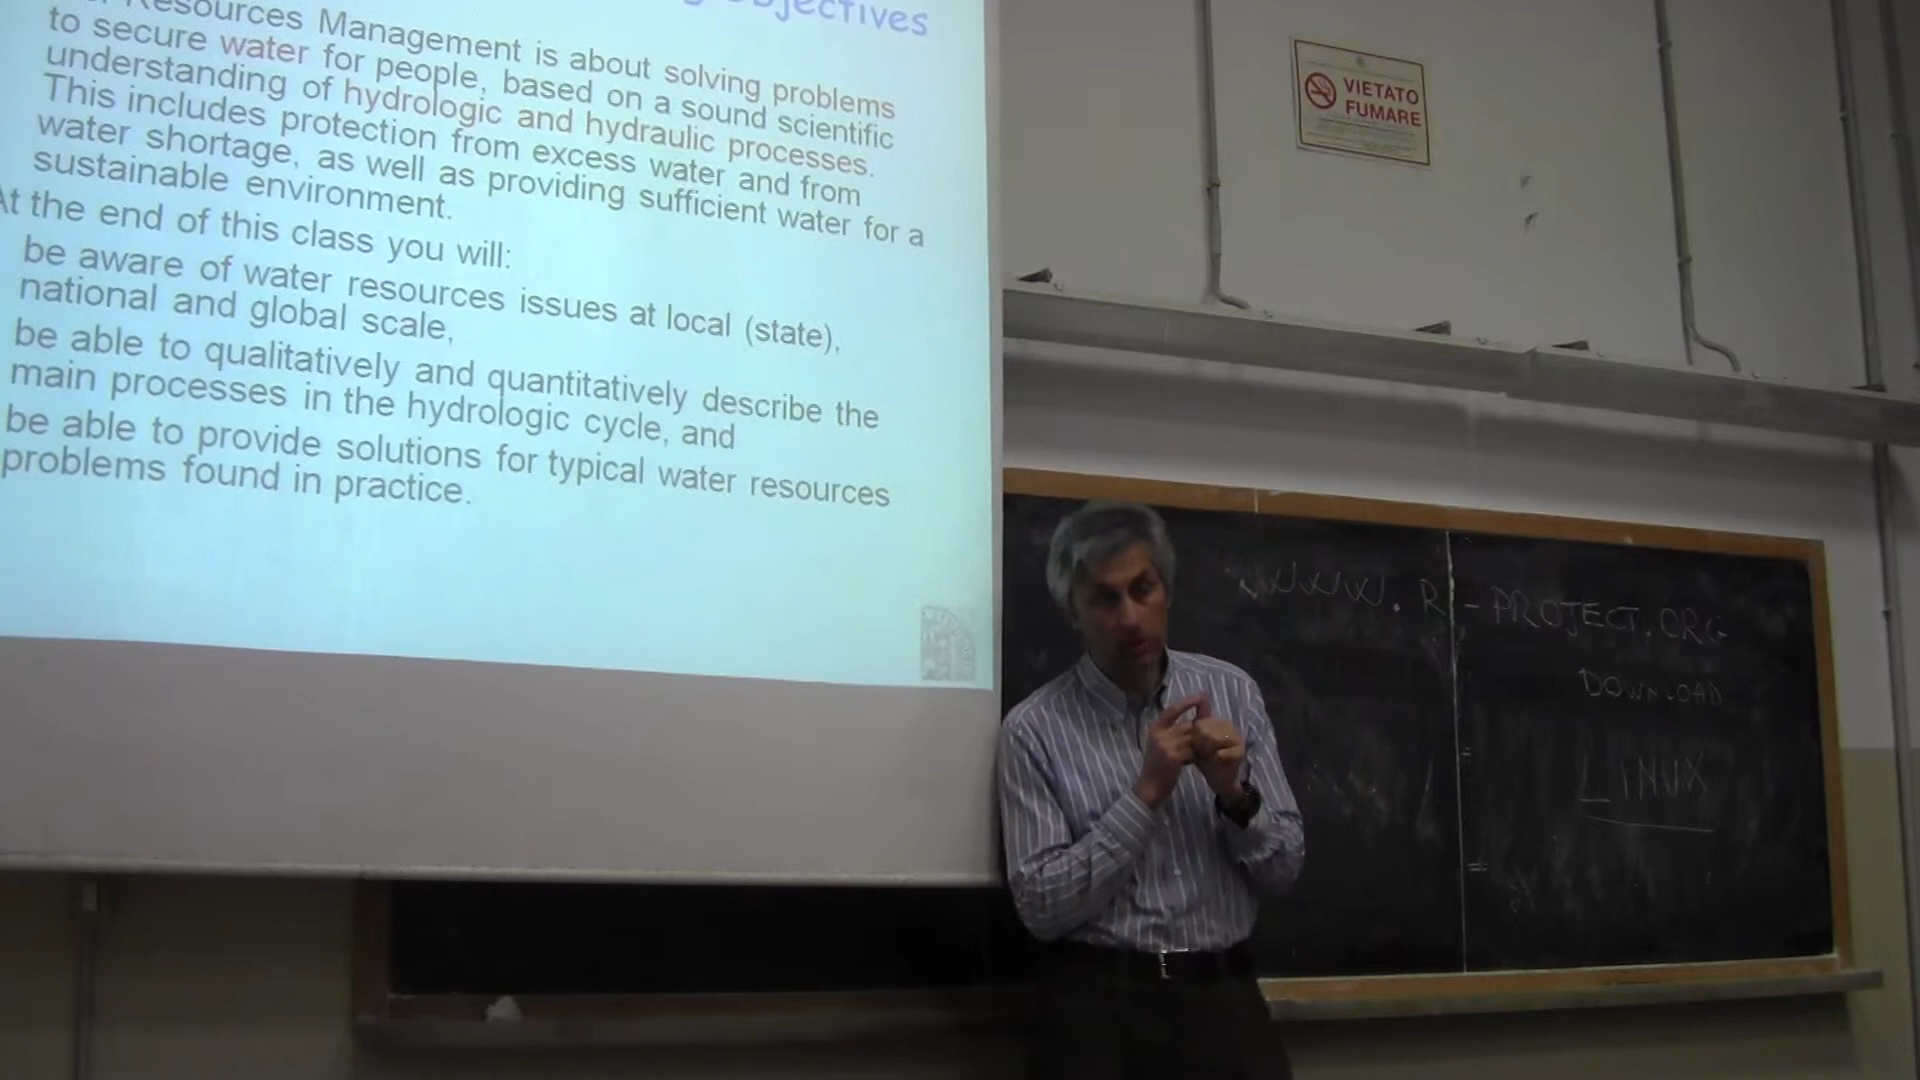 Objectives
Resources Management is about solving problems
to secure water for people, based on a sound scientific
understanding of hydrologic and hydraulic processes.
This includes protection from excess water and from
water shortage, as well as providing sufficient water for a
sustainable environment.
At the end of this class you will:
be aware of water resources issues at local (state),
national and global scale,
be able to qualitatively and quantitatively describe the
main processes in the hydrologic cycle, and
be able to provide solutions for typical water resources
problems found in practice.
VIETATO
FUMARE
WWW.R-PROJECT.ORG
DOWNLOAD
LINUX